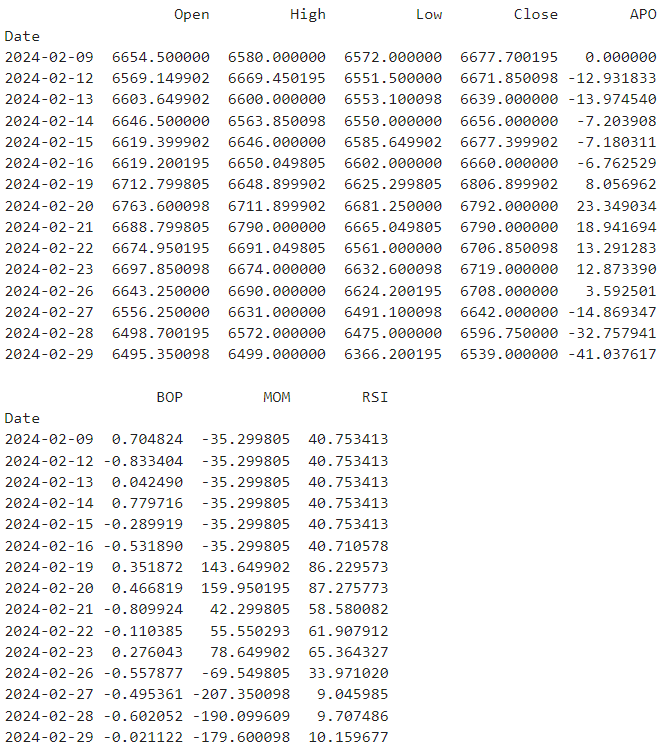 Open High Low Close APO
Date
2024-02-09 6654.500000 6580.000000 6572.000000 6677.700195 0.000000
2024-02-12 6569.149902 6669.450195 6551.500000 6671.850098 -12.931833
2024-02-13 6603.649902 6600.000000 6553.100098 6639.000000 -13.974540
2024-02-14 6646.500000 6563.850098 6550.000000 6656.000000 -7.203908
2024-02-15 6619.399902 6646.000000 6585.649902 6677.399902 -7.180311
2024-02-16 6619.200195 6650.049805 6602.000000 6660.000000 -6.762529
2024-02-19 6712.799805 6648.899902 6625.299805 6806.899902 8.056962
2024-02-20 6763.600098 6711.899902 6681.250000 6792.000000 23.349034
2024-02-21 6688.799805 6790.000000 6665.049805 6790.000000 18.941694
2024-02-22 6674.950195 6691.049805 6561.000000 6706.850098 13.291283
2024-02-23 6697.850098 6674.000000 6632.600098 6719.000000 12.873390
2024-02-26 6643.250000 6690.000000 6624.200195 6708.000000 3.592501
2024-02-27 6556.250000 6631.000000 6491.100098 6642.000000 -14.869347
2024-02-28 6498.700195 6572.000000 6475.000000 6596.750000 -32.757941
2024-02-29 6495.350098 6499.000000 6366.200195 6539.000000 -41.037617
BOP MOM RSI
Date
2024-02-09 0.704824 -35.299805 40.753413
2024-02-12 -0.833404 -35.299805 40.753413
2024-02-13 0.042490 -35.299805 40.753413
2024-02-14 0.779716 -35.299805 40.753413
2024-02-15 -0.289919 -35.299805 40.753413
2024-02-16 -0.531890 -35.299805 40.710578
2024-02-19 0.351872 143.649902 86.229573
2024-02-20 0.466819 159.950195 87.275773
2024-02-21 -0.809924 42.299805 58.580082
2024-02-22 -0.110385 55.550293 61.907912
2024-02-23 0.276043 78.649902 65.364327
2024-02-26 -0.557877 -69.549805 33.971020
2024-02-27 -0.495361 -207.350098 9.045985
2024-02-28 -0.602052 -190.099609 9.707486
2024-02-29 -0.021122 -179.600098 10.159677